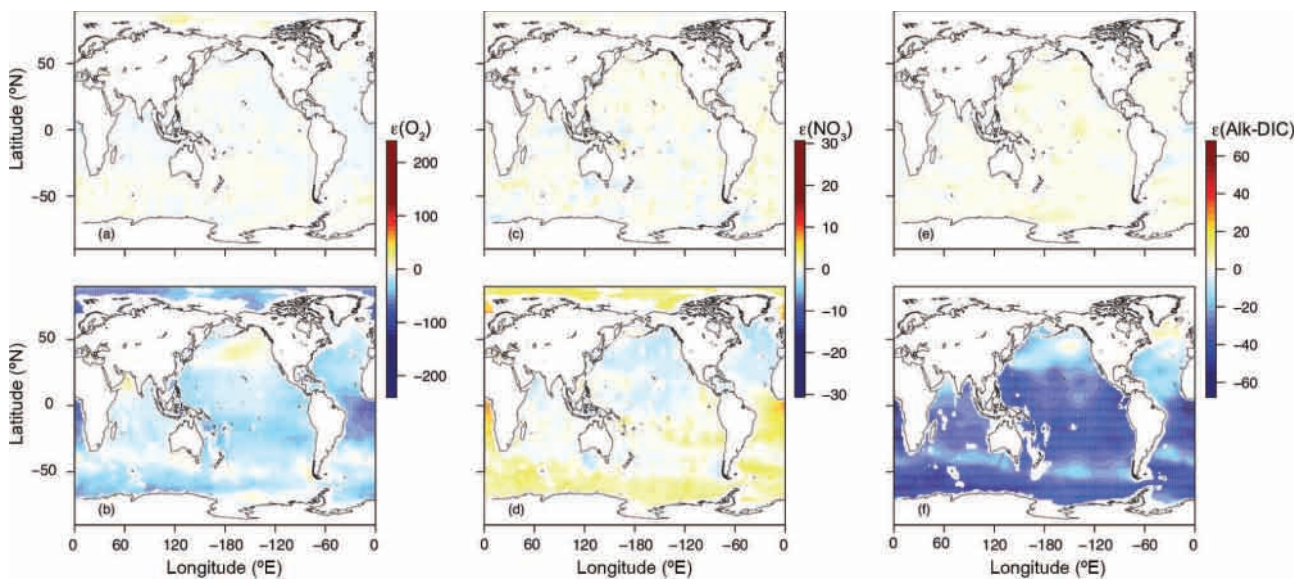 Latitude (ºN)
50
0
−50
(a)
ε(O₂)
200
100
0
−100
−200
(c)
ε(NO₃)
30
20
10
0
−10
−20
−30
(e)
ε(Alk-DIC)
60
40
20
0
−20
−40
−60
Latitude (ºN)
50
0
−50
(b)
(d)
(f)
0 60 120 −180 −120 −60 0
0 60 120 −180 −120 −60 0
0 60 120 −180 −120 −60 0
Longitude (ºE)
Longitude (ºE)
Longitude (ºE)